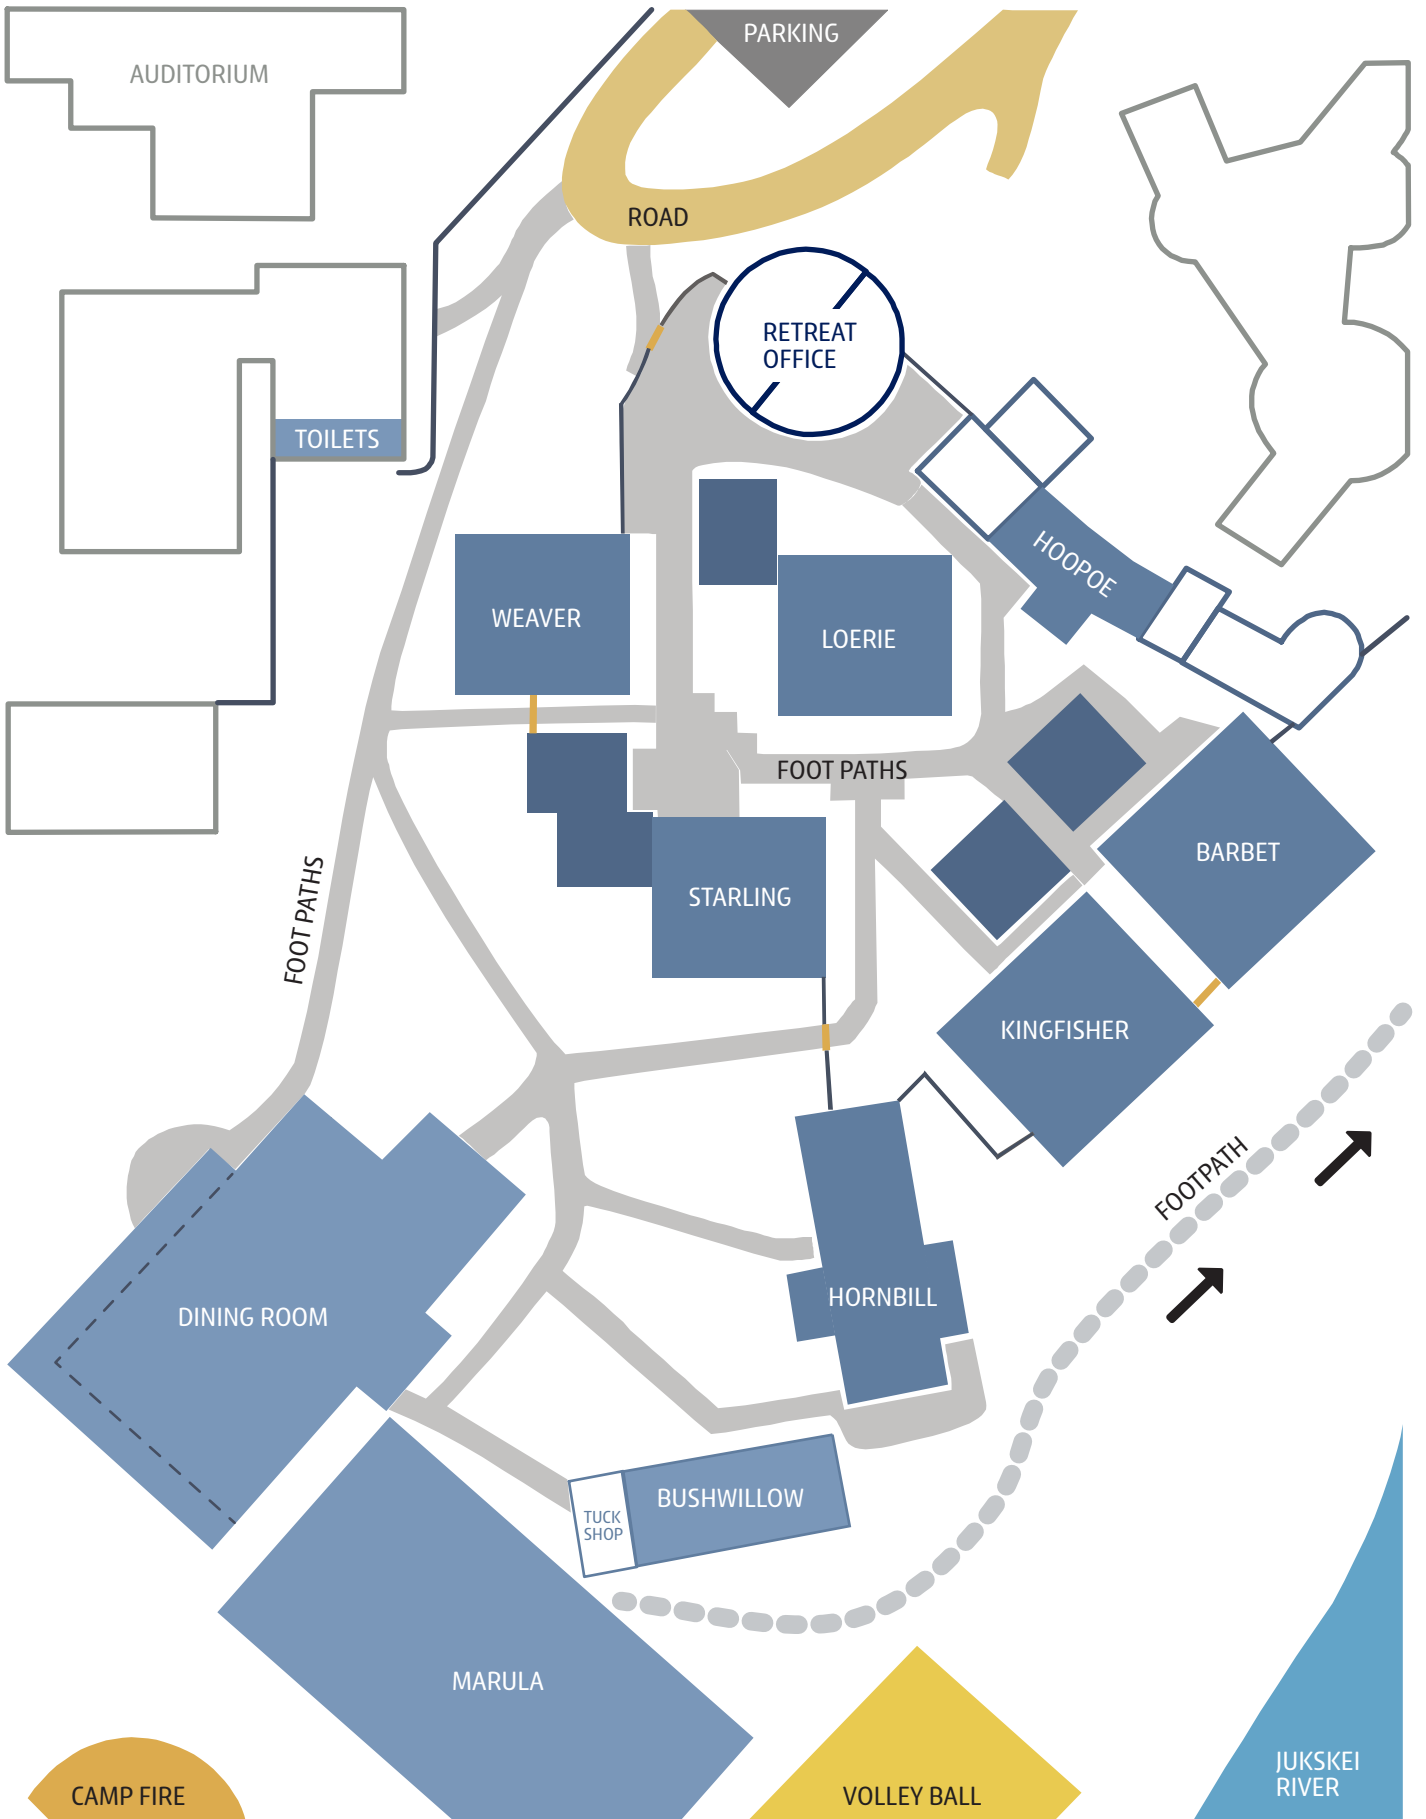 PARKING
AUDITORIUM
ROAD
RETREAT
OFFICE
TOILETS
HOOPOE
WEAVER
LOERIE
FOOT PATHS
BARBET
STARLING
FOOT PATHS
KINGFISHER
FOOTPATH
HORNBILL
DINING ROOM
BUSHWILLOW
TUCK
SHOP
MARULA
JUKSKEI
RIVER
CAMP FIRE
VOLLEY BALL